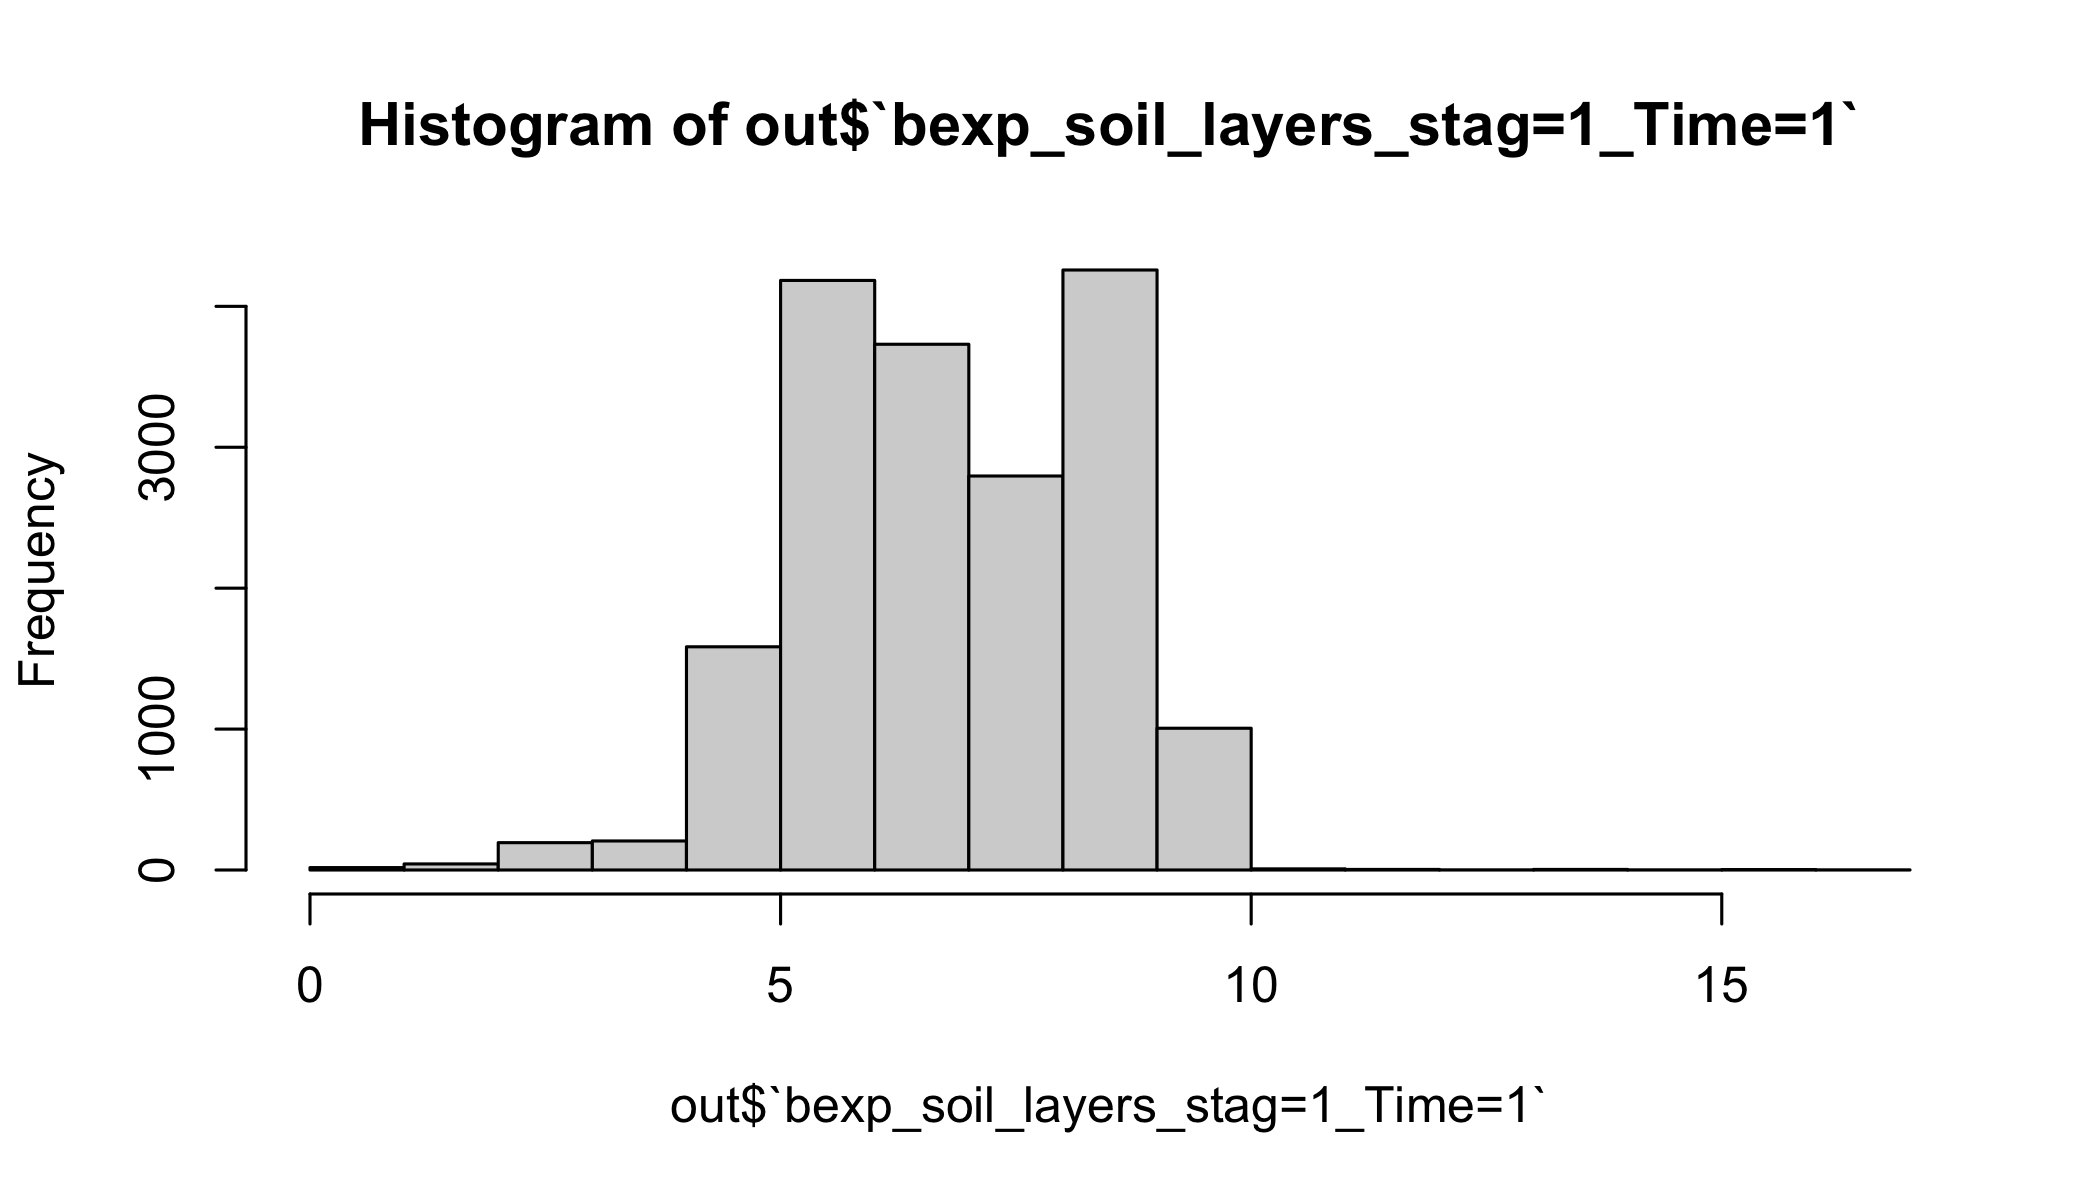 Histogram of out$`bexp_soil_layers_stag=1_Time=1`
Frequency
3000
1000
0
0 5 10 15
out$`bexp_soil_layers_stag=1_Time=1`